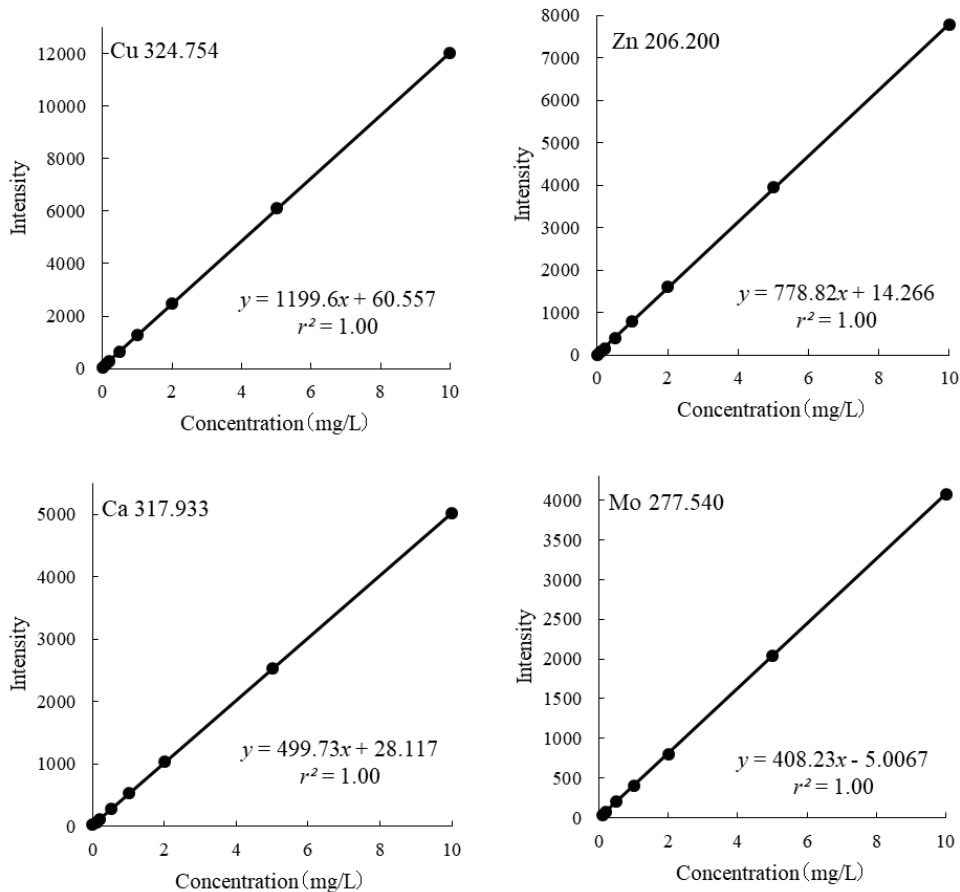 Cu 324.754
12000
10000
8000
6000
4000
2000
0
Intensity
y = 1199.6x + 60.557
r² = 1.00
0 2 4 6 8 10
Concentration（mg/L）
Zn 206.200
8000
7000
6000
5000
4000
3000
2000
1000
0
Intensity
y = 778.82x + 14.266
r² = 1.00
0 2 4 6 8 10
Concentration（mg/L）
Ca 317.933
5000
4000
3000
2000
1000
0
Intensity
y = 499.73x + 28.117
r² = 1.00
0 2 4 6 8 10
Concentration（mg/L）
Mo 277.540
4000
3500
3000
2500
2000
1500
1000
500
0
Intensity
y = 408.23x - 5.0067
r² = 1.00
0 2 4 6 8 10
Concentration（mg/L）